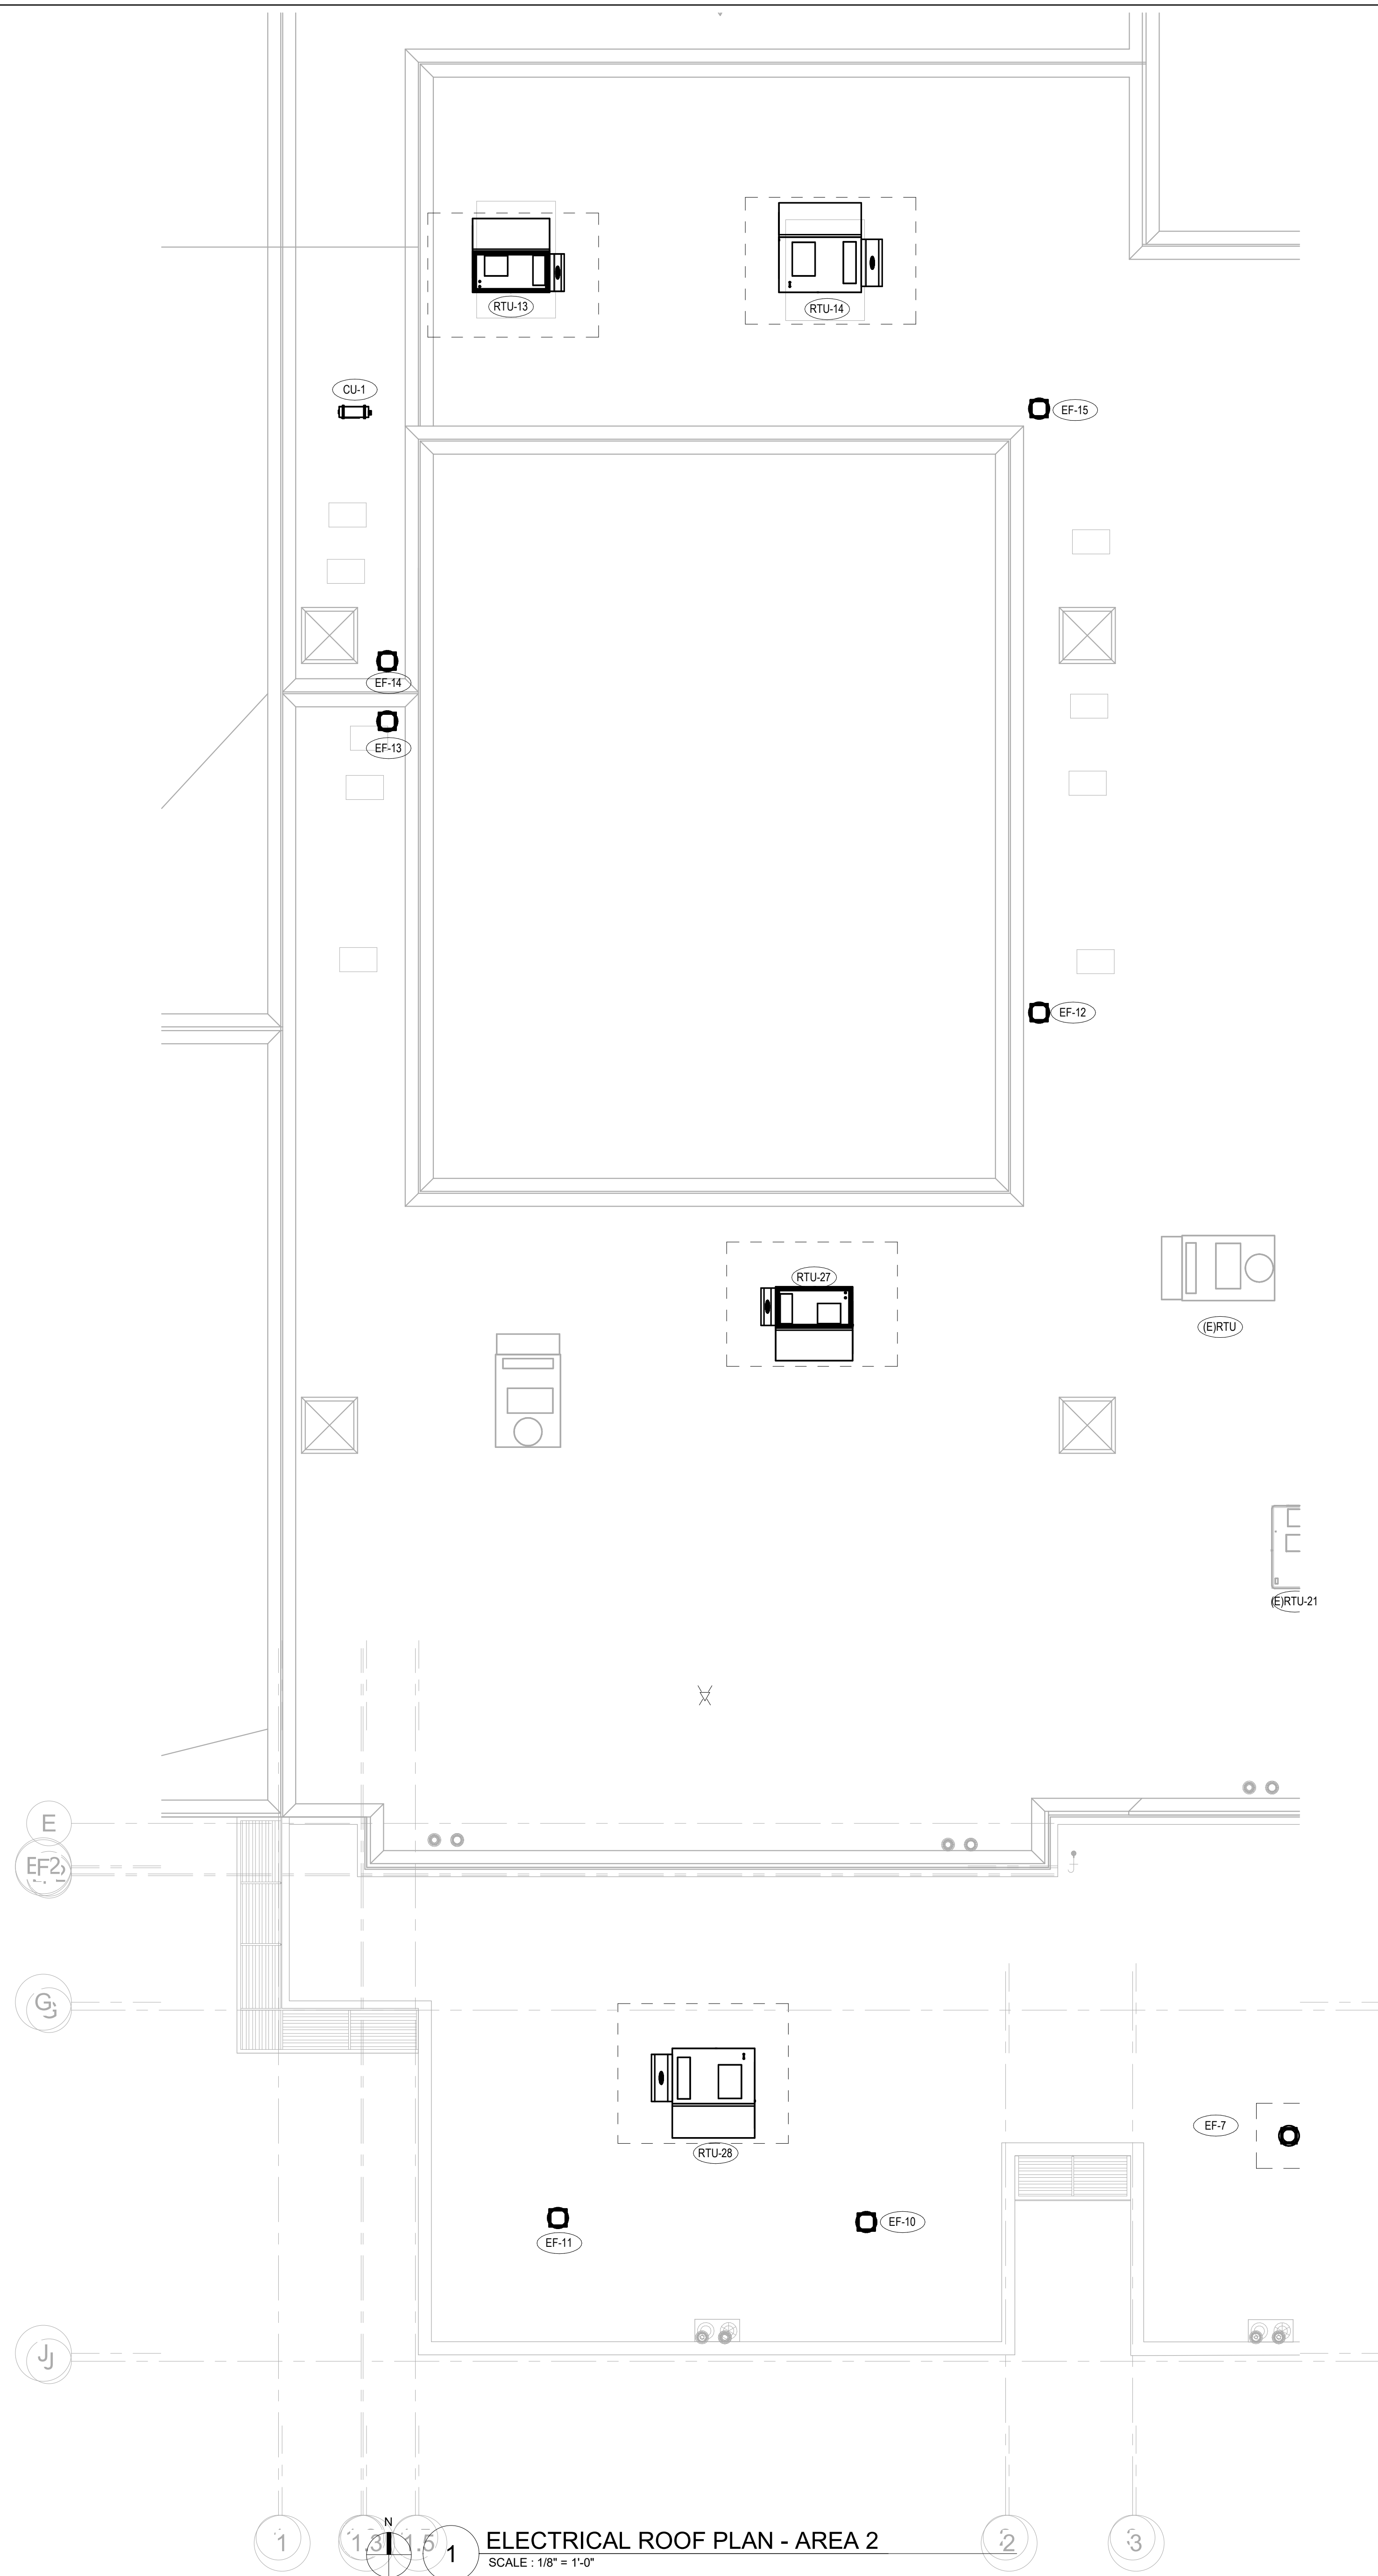 RTU-13
RTU-14
CU-1
EF-15
EF-14
EF-13
EF-12
RTU-27
(E)RTU
(E)RTU-21
E
G
RTU-28
EF-7
EF-11
EF-10
J
N
1
1.3
1.5
2
3
1
ELECTRICAL ROOF PLAN - AREA 2
SCALE : 1/8" = 1'-0"